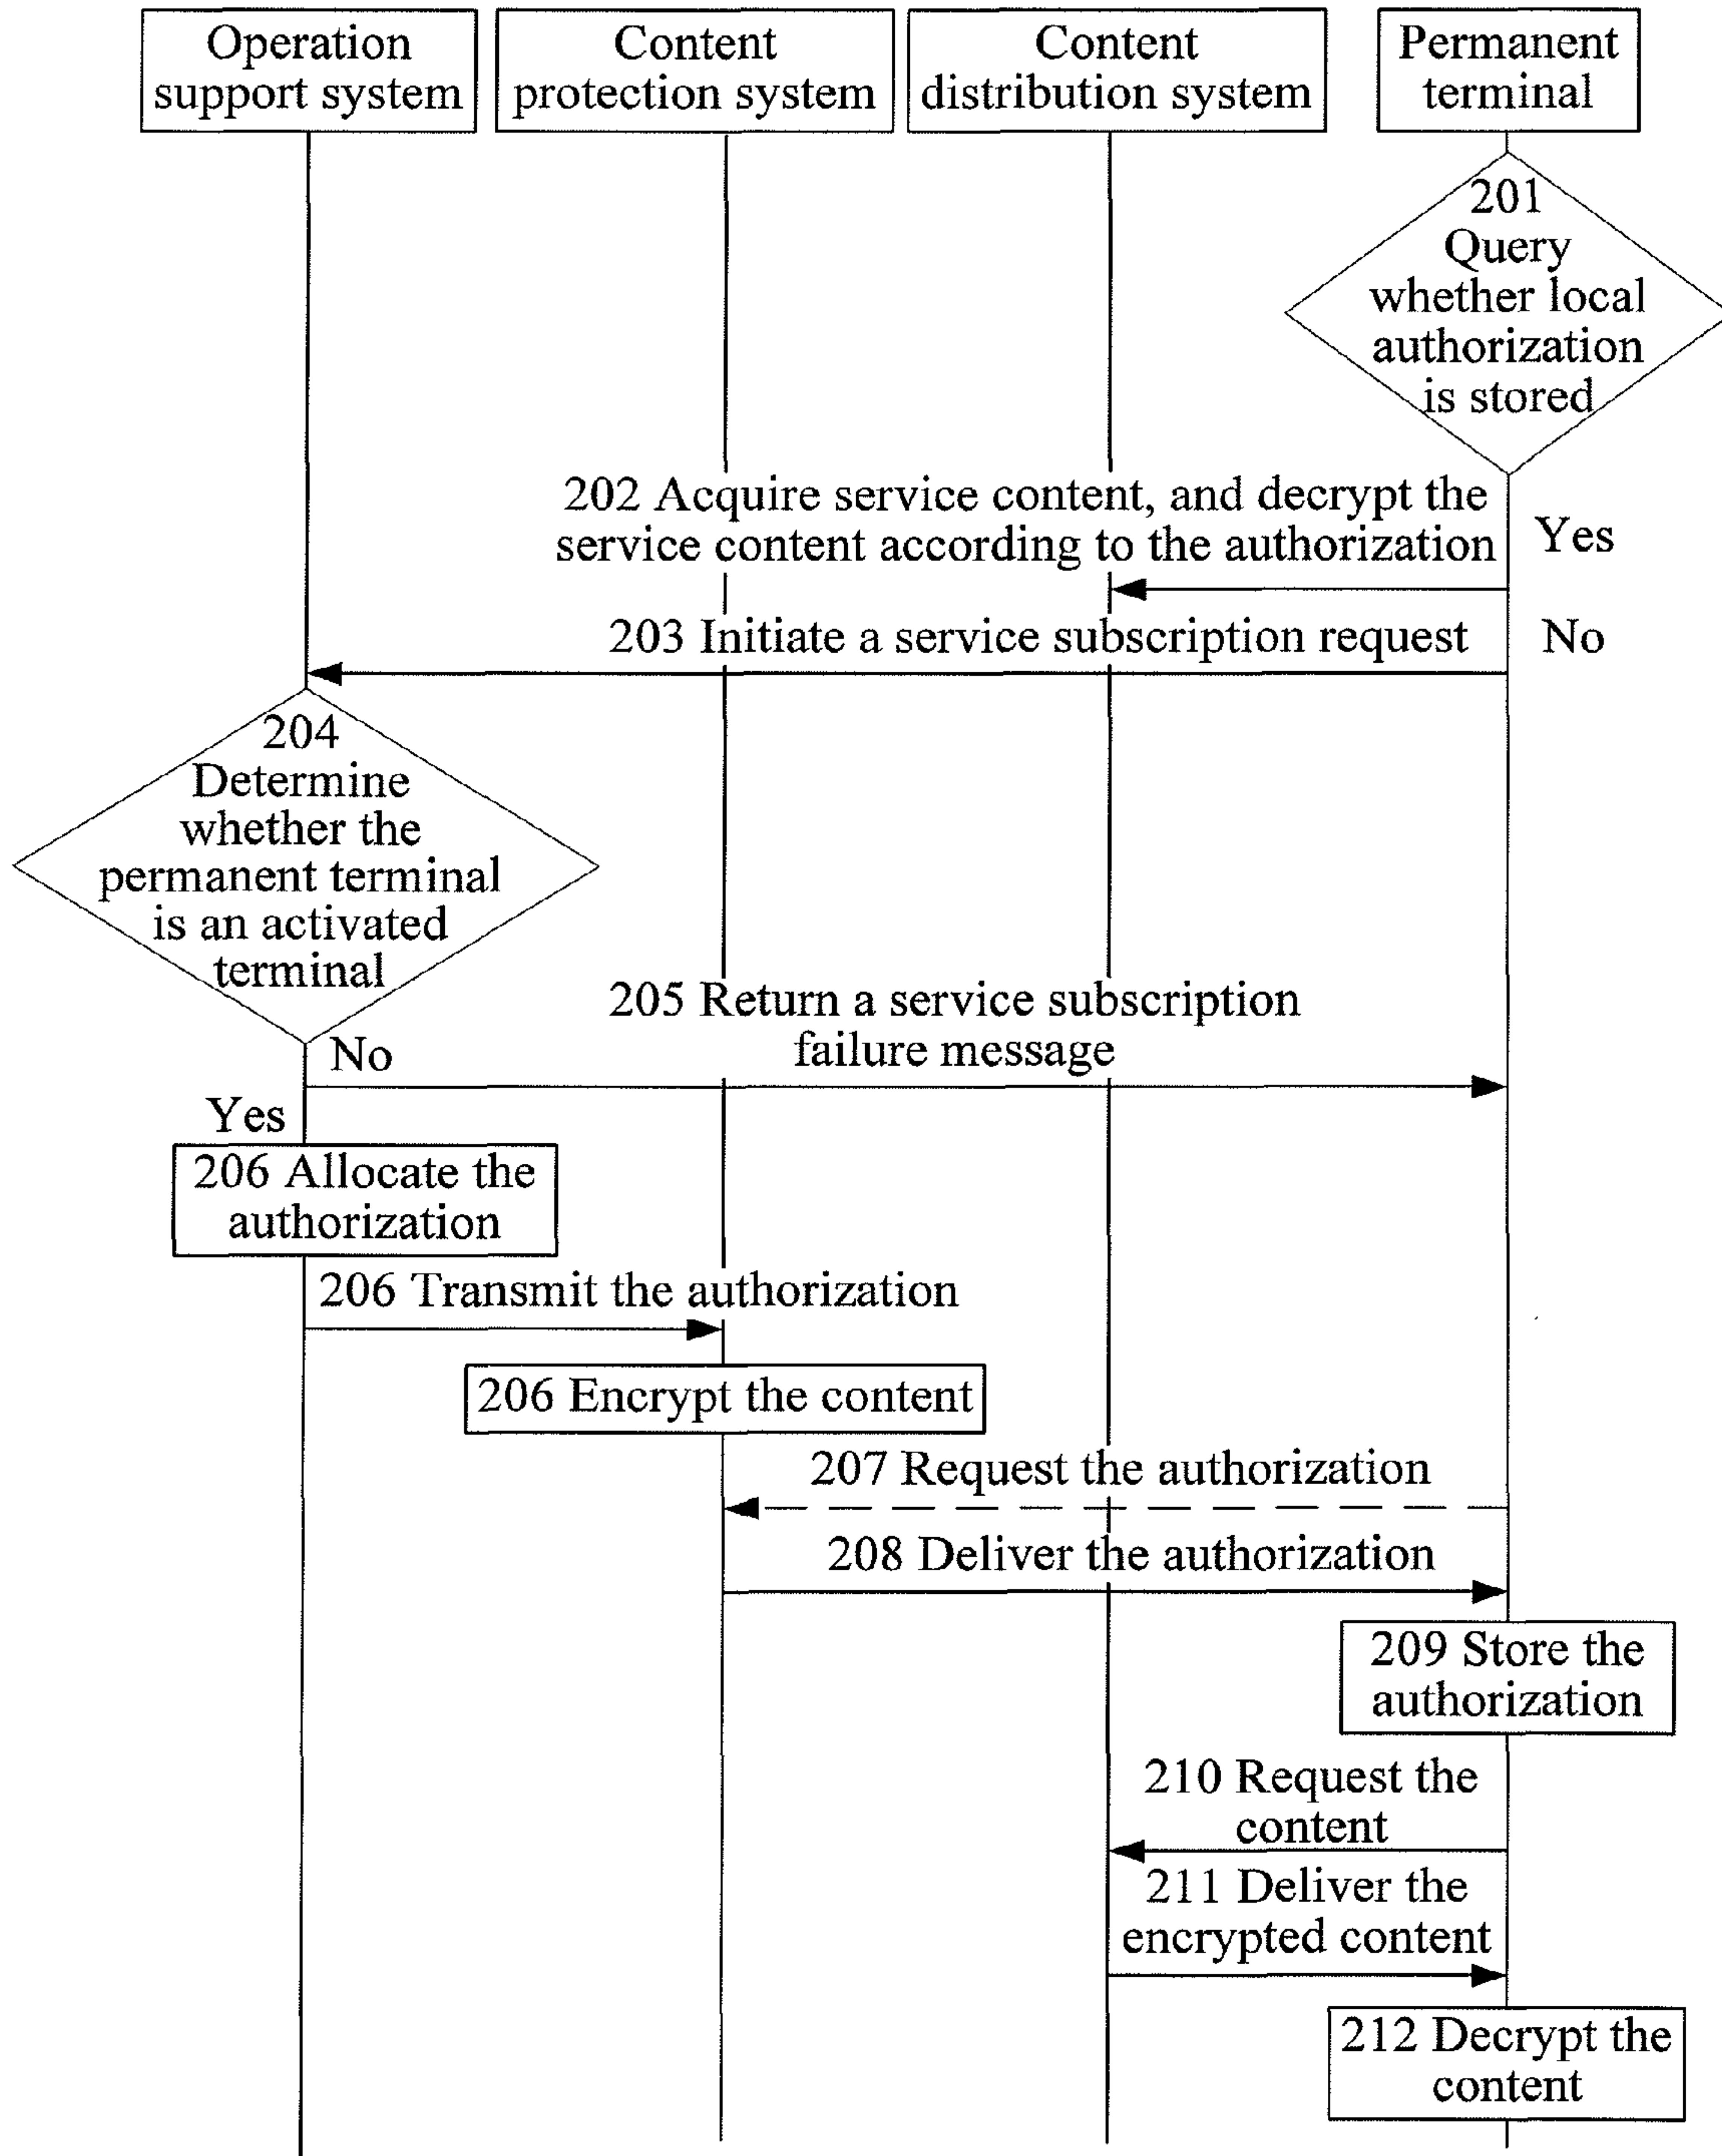 Operation
support system
Content
protection system
Content
distribution system
Permanent
terminal
201
Query
whether local
authorization
is stored
202 Acquire service content, and decrypt the
service content according to the authorization
Yes
203 Initiate a service subscription request
No
204
Determine
whether the
permanent terminal
is an activated
terminal
205 Return a service subscription
failure message
No
Yes
206 Allocate the
authorization
206 Transmit the authorization
206 Encrypt the content
207 Request the authorization
208 Deliver the authorization
209 Store the
authorization
210 Request the
content
211 Deliver the
encrypted content
212 Decrypt the
content